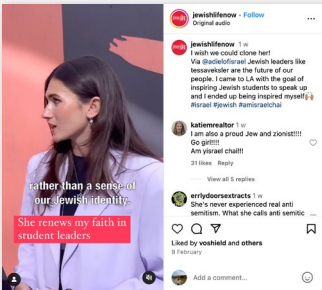 rather than a sense of
our Jewish identity-
She renews my faith in
student leaders
jewishlifenow · Follow
Original audio
jewishlifenow 1 w
I wish we could clone her!
Via @adielofisrael Jewish leaders like
tessaveksler are the future of our
people. I came to LA with the goal of
inspiring Jewish students to speak up
and I ended up being inspired myself🙌🏻
#israel #jewish #amisraelchai
katiemrealtor 1 w
I am also a proud Jew and zionist!!!!
Go girl!!!!
Am yisrael chai!!!
31 likes Reply
View all 5 replies
errlydoorsextracts 1 w
She's never experienced real anti
semitism. What she calls anti semitic
Liked by voshield and others
9 February
Add a comment...